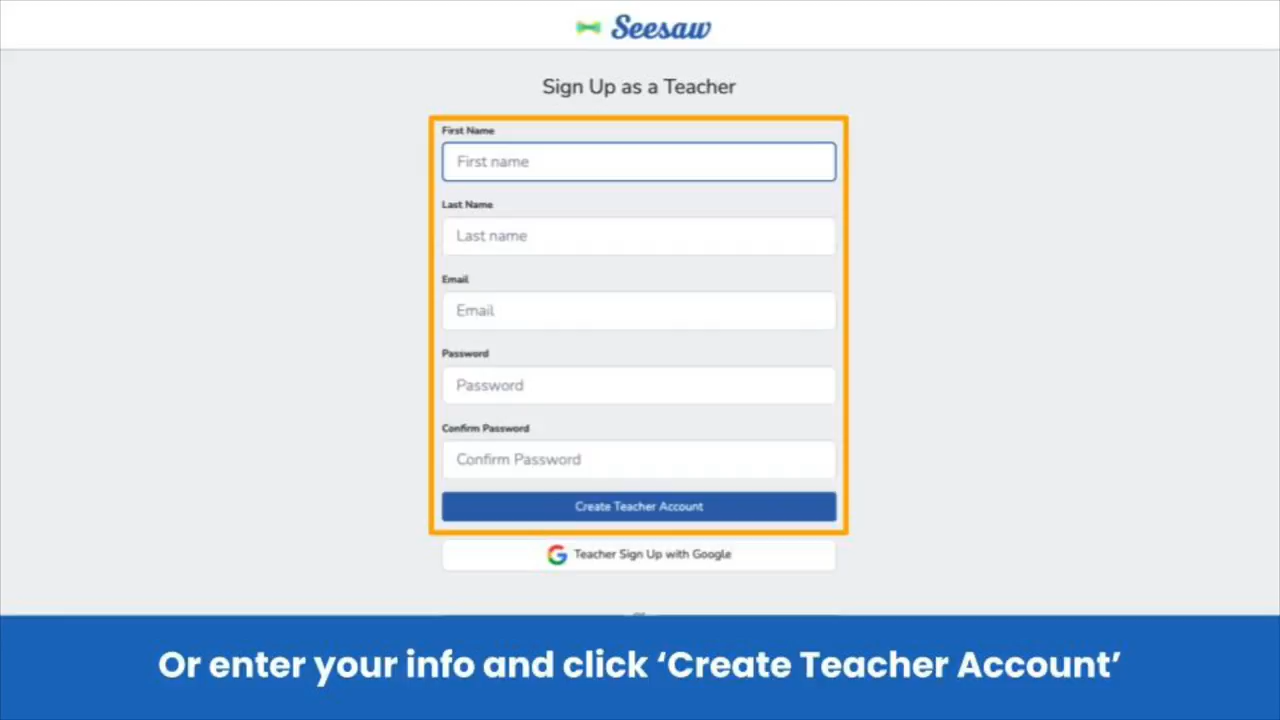 Seesaw
Sign Up as a Teacher
First Name
First name
Last Name
Last name
Email
Email
Password
Password
Confirm Password
Confirm Password
Create Teacher Account
Teacher Sign Up with Google
Or enter your info and click ‘Create Teacher Account’